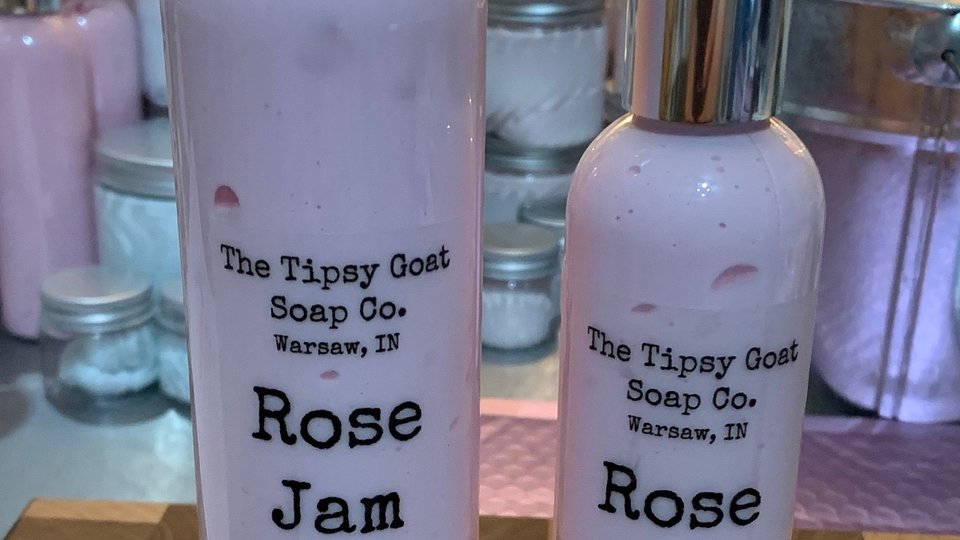 The Tipsy Goat
Soap Co.
Warsaw, IN
Rose
Jam
The Tipsy Goat
Soap Co.
Warsaw, IN
Rose